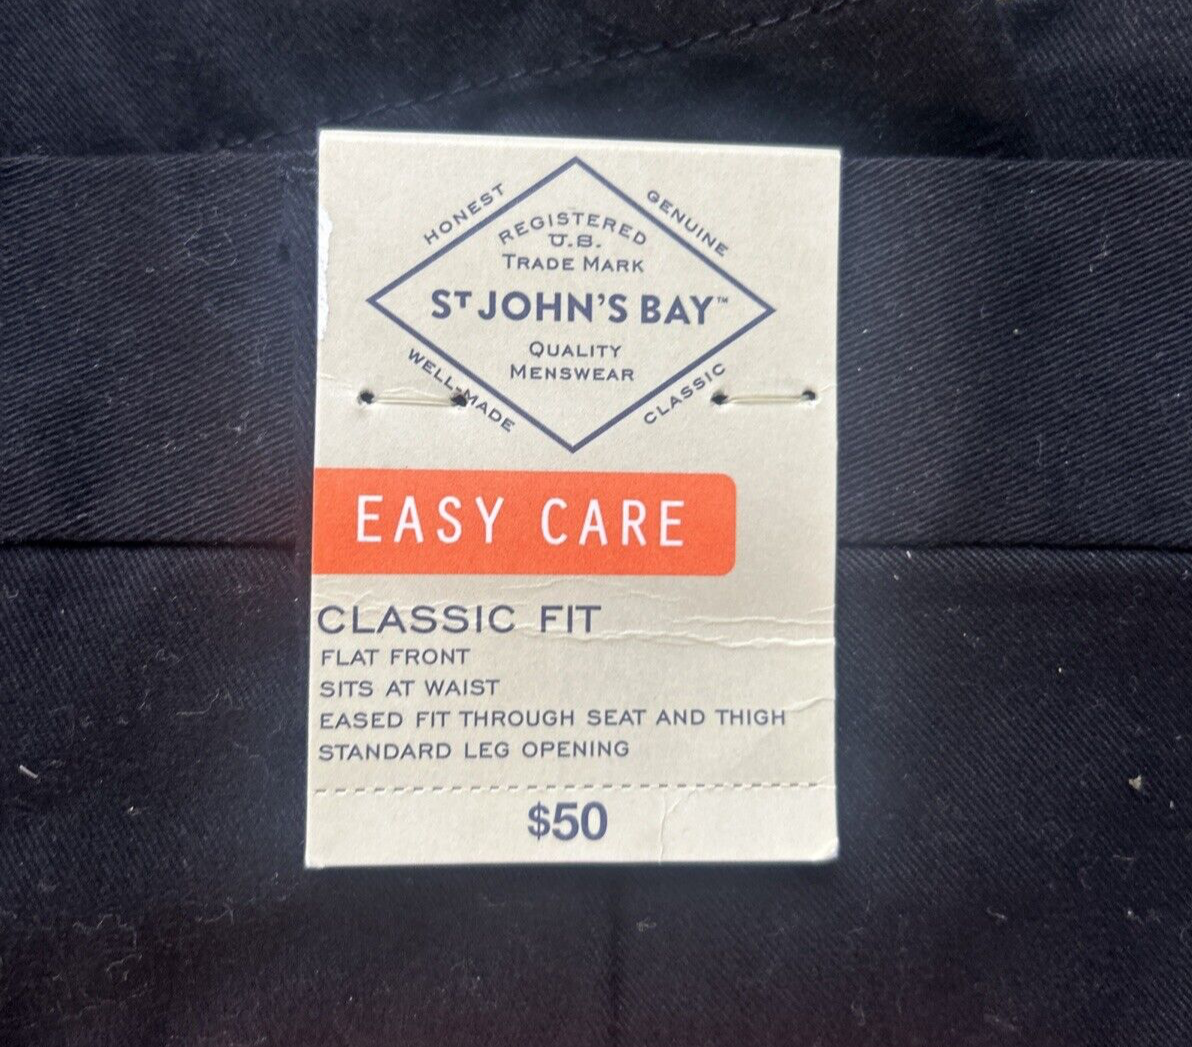 HONEST
GENUINE
REGISTERED
U.S.
TRADE MARK
ST JOHN'S BAY™
QUALITY
MENSWEAR
WELL-MADE
CLASSIC
EASY CARE
CLASSIC FIT
FLAT FRONT
SITS AT WAIST
EASED FIT THROUGH SEAT AND THIGH
STANDARD LEG OPENING
$50